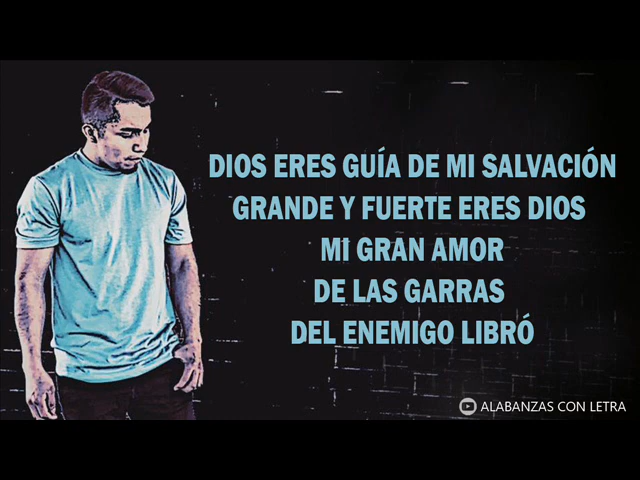 DIOS ERES GUÍA DE MI SALVACIÓN
GRANDE Y FUERTE ERES DIOS
MI GRAN AMOR
DE LAS GARRAS
DEL ENEMIGO LIBRÓ
ALABANZAS CON LETRA